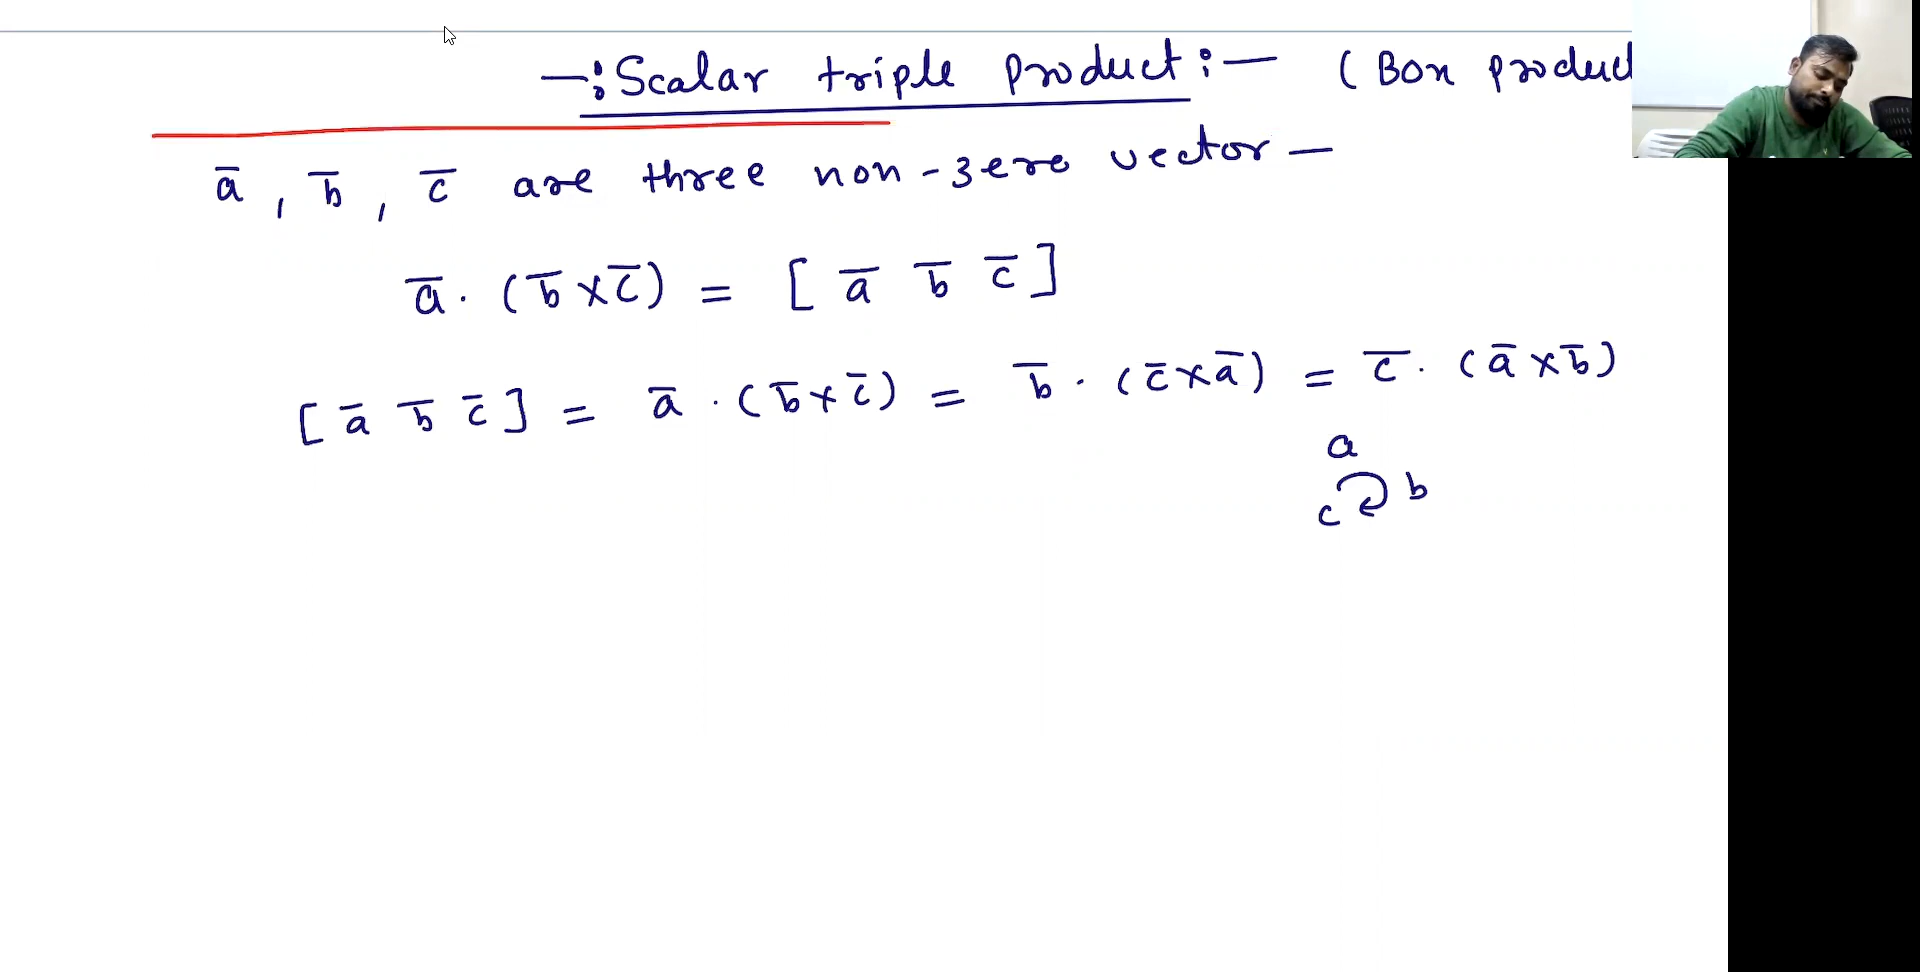 —: Scalar triple product :— (Box product
a̅, b̅, c̅ are three non-zero vector —
a̅ . (b̅ × c̅) = [ a̅ b̅ c̅ ]
[ a̅ b̅ c̅ ] = a̅ . (b̅ × c̅) = b̅ . (c̅ × a̅) = c̅ . (a̅ × b̅)
a
b
c